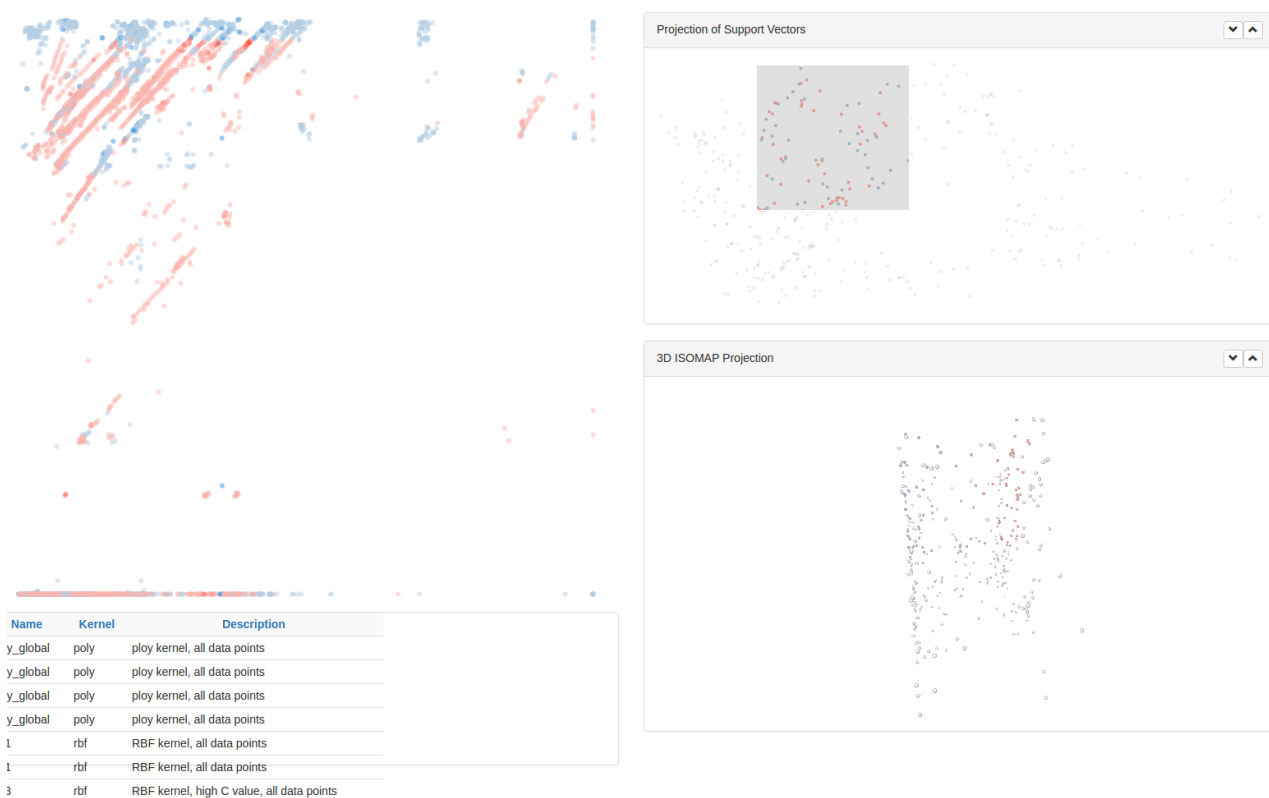 Projection of Support Vectors
3D ISOMAP Projection
Name Kernel Description
y_global poly ploy kernel, all data points
y_global poly ploy kernel, all data points
y_global poly ploy kernel, all data points
y_global poly ploy kernel, all data points
1 rbf RBF kernel, all data points
1 rbf RBF kernel, all data points
3 rbf RBF kernel, high C value, all data points